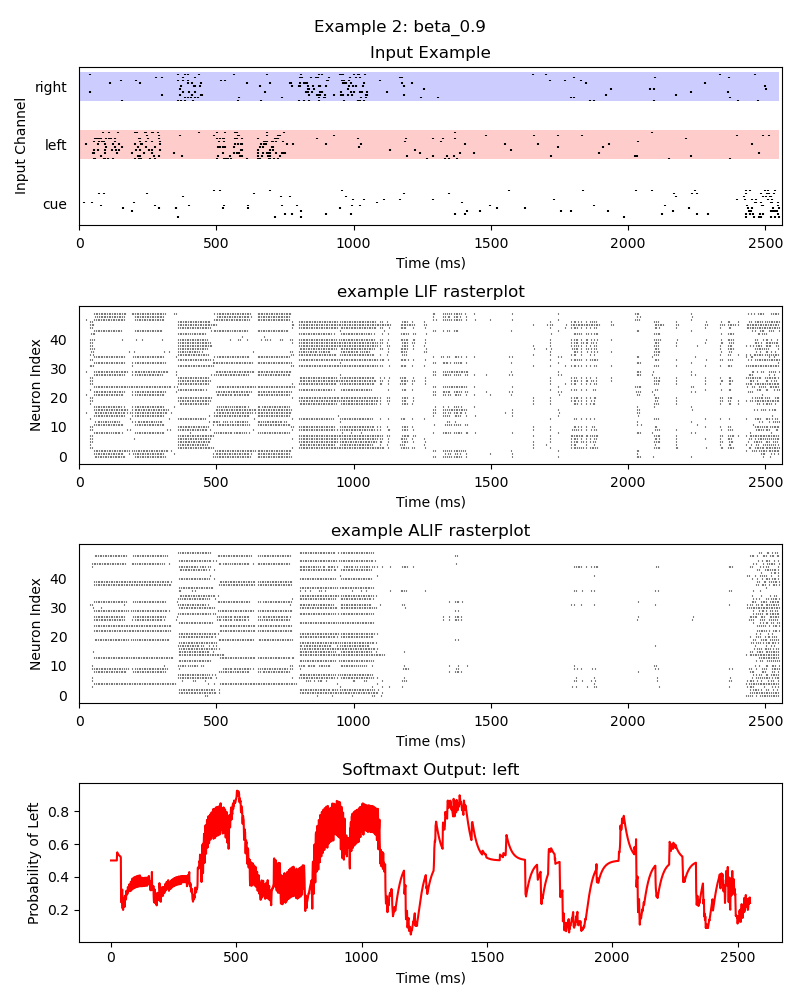 Example 2: beta_0.9
Input Example
Input Channel
right
left
cue
0 500 1000 1500 2000 2500
Time (ms)
example LIF rasterplot
Neuron Index
40
30
20
10
0
0 500 1000 1500 2000 2500
Time (ms)
example ALIF rasterplot
Neuron Index
40
30
20
10
0
0 500 1000 1500 2000 2500
Time (ms)
Softmaxt Output: left
Probability of Left
0.8
0.6
0.4
0.2
0 500 1000 1500 2000 2500
Time (ms)